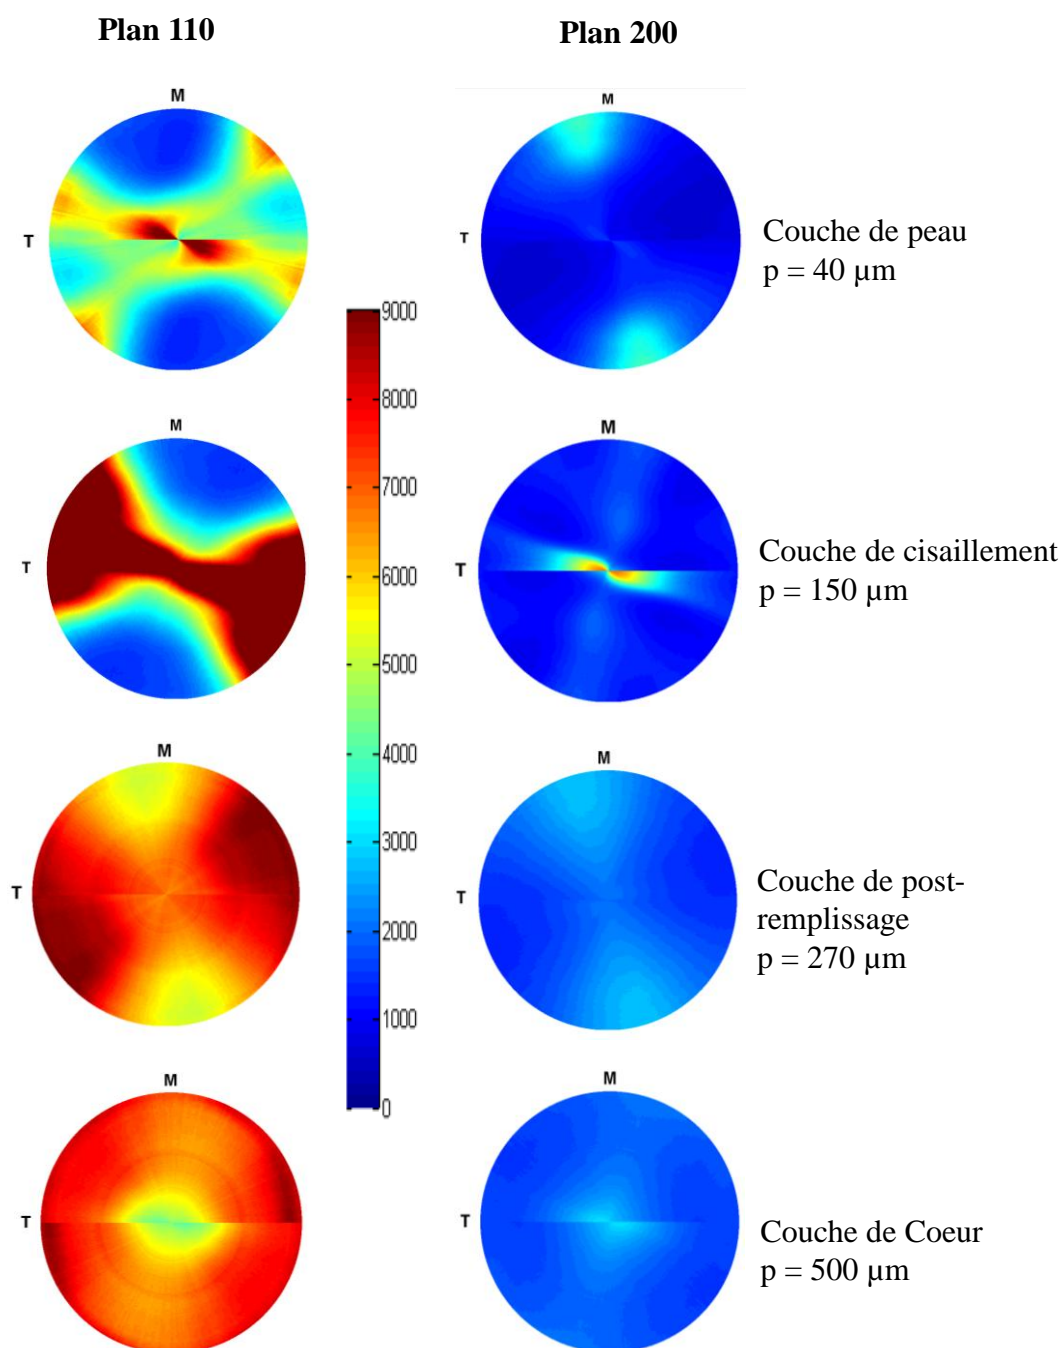 Plan 110
Plan 200
M
M
T
T
Couche de peau
p = 40 µm
9000
8000
7000
6000
5000
4000
3000
2000
1000
0
M
M
T
T
Couche de cisaillement
p = 150 µm
M
M
T
T
Couche de post-
remplissage
p = 270 µm
M
M
T
T
Couche de Coeur
p = 500 µm